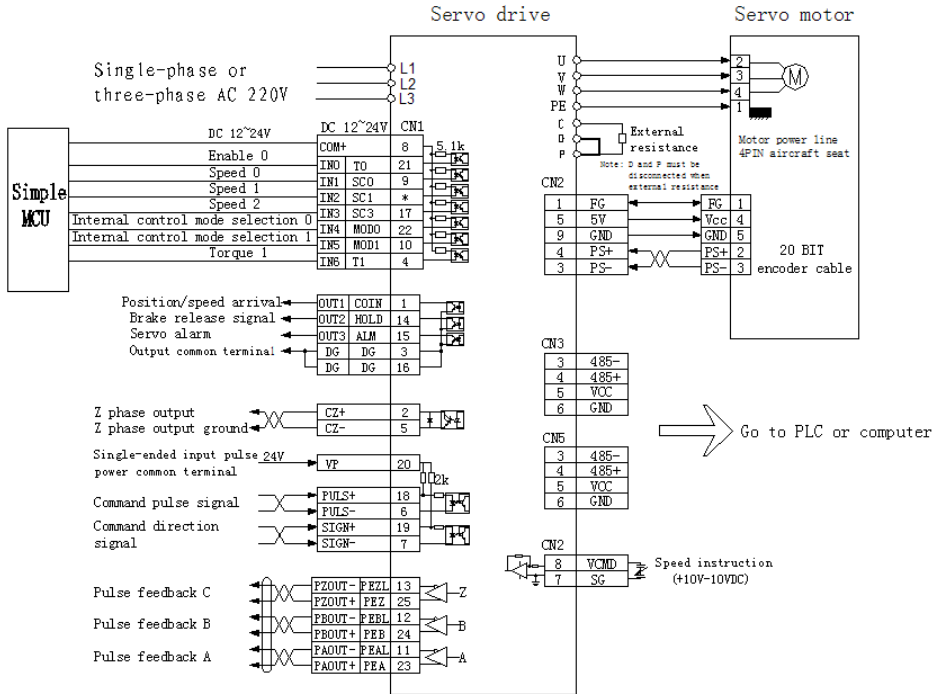 Servo drive
Servo motor
Single-phase or
three-phase AC 220V
L1
L2
L3
U
V
W
PE
C
D
P
External
resistance
Note: D and P must be
disconnected when
external resistance
2
3
4
1
M
Motor power line
4PIN aircraft seat
Simple
MCU
DC 12~24V
Enable 0
Speed 0
Speed 1
Speed 2
Internal control mode selection 0
Internal control mode selection 1
Torque 1
DC 12~24V CN1
COM+ 8
IN0 TO 21
IN1 SC0 9
IN2 SC1 *
IN3 SC3 17
IN4 MOD0 22
IN5 MOD1 10
IN6 T1 4
5.1k
CN2
1 FG FG 1
5 5V Vcc 4
9 GND GND 5
4 PS+ PS+ 2
3 PS- PS- 3
20 BIT
encoder cable
Position/speed arrival OUT1 COIN 1
Brake release signal OUT2 HOLD 14
Servo alarm OUT3 ALM 15
Output common terminal DG DG 3
DG DG 16
CN3
3 485-
4 485+
5 VCC
6 GND
Z phase output CZ+ 2
Z phase output ground CZ- 5
CN5
3 485-
4 485+
5 VCC
6 GND
Go to PLC or computer
Single-ended input pulse 24V
power common terminal
VP 20
2k
Command pulse signal
PULS+ 18
PULS- 6
Command direction
signal
SIGN+ 19
SIGN- 7
CN2
8 VCMD
7 SG
Speed instruction
(+10V-10VDC)
Pulse feedback C
PZOUT- PEZL 13
PZOUT+ PEZ 25
Z
Pulse feedback B
PBOUT- PEBL 12
PBOUT+ PEB 24
B
Pulse feedback A
PAOUT- PEAL 11
PAOUT+ PEA 23
A